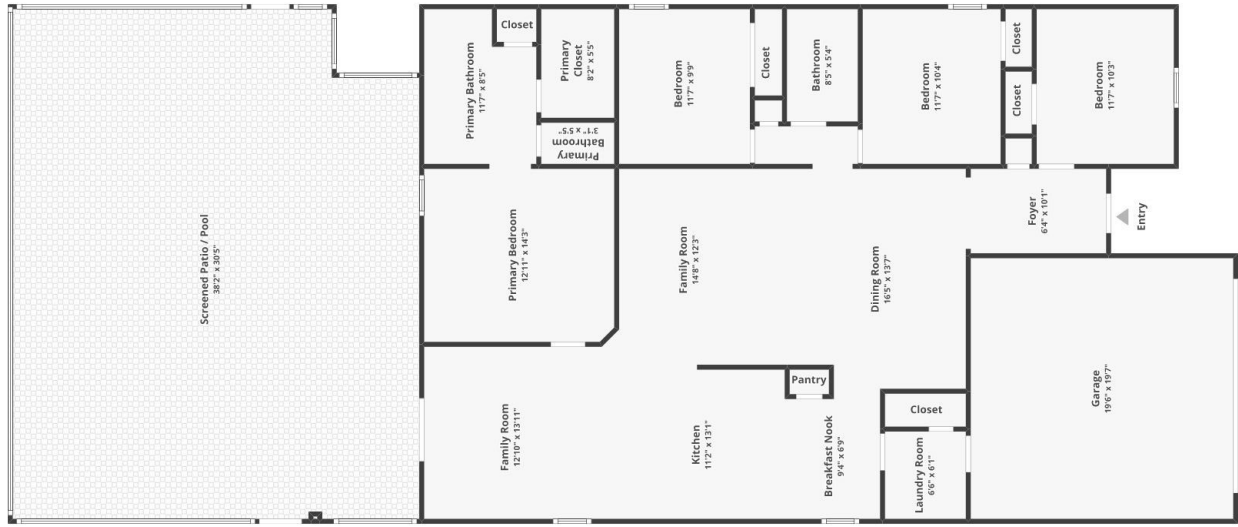 Screened Patio / Pool
38'2" x 30'5"
Primary Bathroom
11'7" x 8'5"
Closet
Primary
Closet
8'2" x 5'5"
Primary
Bathroom
3'1" x 5'5"
Primary Bedroom
12'11" x 14'3"
Family Room
12'10" x 13'11"
Bedroom
11'7" x 9'9"
Closet
Bathroom
8'5" x 5'4"
Bedroom
11'7" x 10'4"
Closet
Closet
Bedroom
11'7" x 10'3"
Family Room
14'8" x 12'3"
Dining Room
16'5" x 13'7"
Foyer
6'4" x 10'1"
Entry
Kitchen
11'2" x 13'1"
Pantry
Breakfast Nook
9'4" x 6'9"
Closet
Laundry Room
6'6" x 6'1"
Garage
19'6" x 19'7"